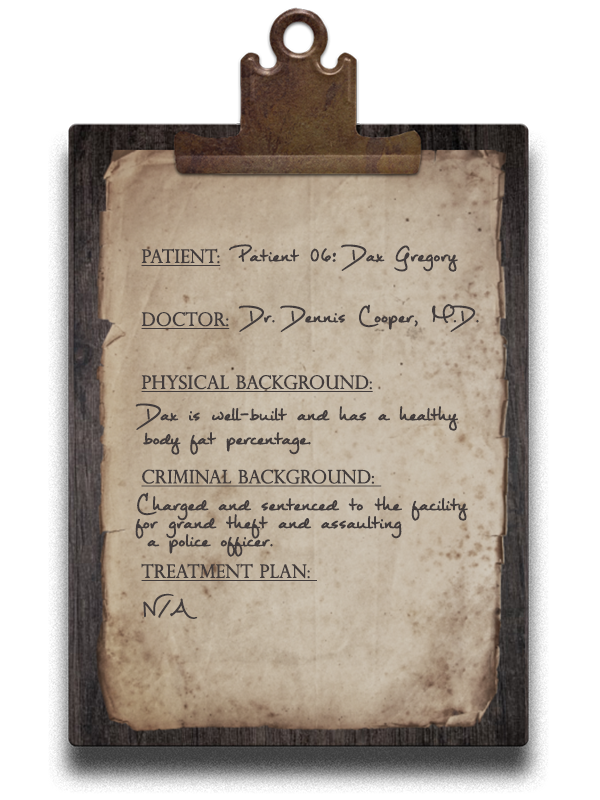 PATIENT: Patient 06: Dax Gregory
DOCTOR: Dr. Dennis Cooper, M.D.
PHYSICAL BACKGROUND:
Dax is well-built and has a healthy
body fat percentage.
CRIMINAL BACKGROUND:
Charged and sentenced to the facility
for grand theft and assaulting
a police officer.
TREATMENT PLAN:
N/A